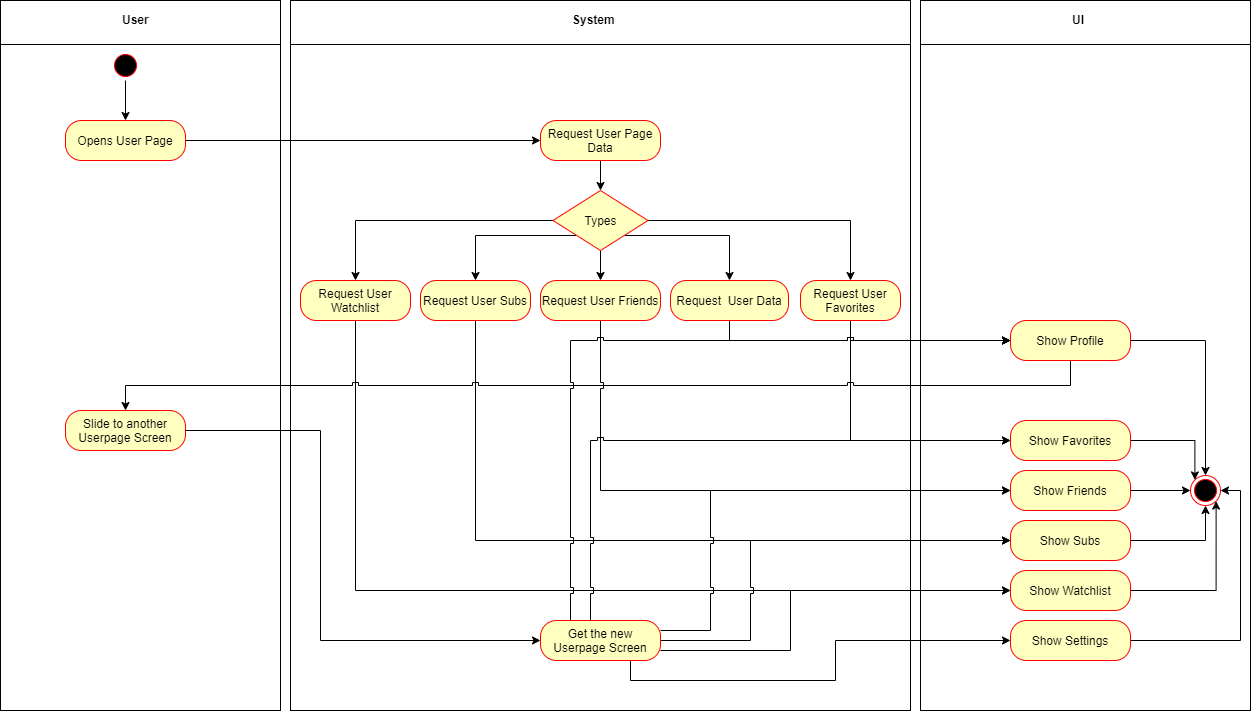 User
System
UI
Opens User Page
Request User Page
Data
Types
Request User
Watchlist
Request User Subs
Request User Friends
Request  User Data
Request User
Favorites
Show Profile
Slide to another
Userpage Screen
Show Favorites
Show Friends
Show Subs
Show Watchlist
Get the new
Userpage Screen
Show Settings